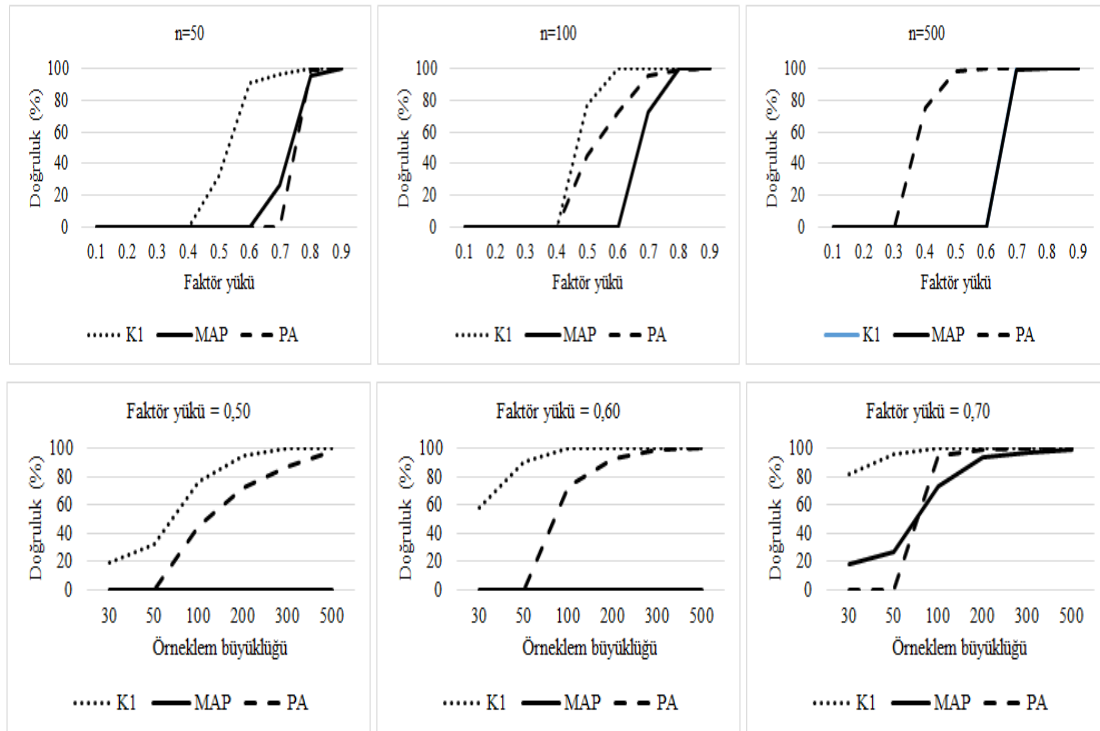 n=50
Doğruluk (%)
100
80
60
40
20
0
0.1 0.2 0.3 0.4 0.5 0.6 0.7 0.8 0.9
Faktör yükü
K1 MAP PA
n=100
Doğruluk (%)
100
80
60
40
20
0
0.1 0.2 0.3 0.4 0.5 0.6 0.7 0.8 0.9
Faktör yükü
K1 MAP PA
n=500
Doğruluk (%)
100
80
60
40
20
0
0.1 0.2 0.3 0.4 0.5 0.6 0.7 0.8 0.9
Faktör yükü
K1 MAP PA
Faktör yükü = 0,50
Doğruluk (%)
100
80
60
40
20
0
30 50 100 200 300 500
Örneklem büyüklüğü
K1 MAP PA
Faktör yükü = 0,60
Doğruluk (%)
100
80
60
40
20
0
30 50 100 200 300 500
Örneklem büyüklüğü
K1 MAP PA
Faktör yükü = 0,70
Doğruluk (%)
100
80
60
40
20
0
30 50 100 200 300 500
Örneklem büyüklüğü
K1 MAP PA